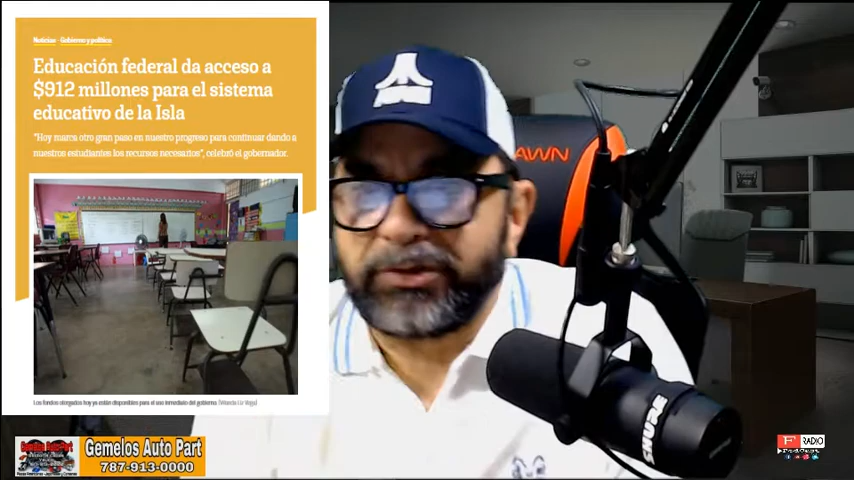 Noticias - Gobierno y política
Educación federal da acceso a
$912 millones para el sistema
educativo de la Isla
"Hoy marca otro gran paso en nuestro progreso para continuar dando a
nuestros estudiantes los recursos necesarios", celebró el gobernador.
Los fondos otorgados hoy ya están disponibles para el uso inmediato del gobierno.
AWN
SHURE
Gemelos Auto Part
787-913-0000
F RADIO